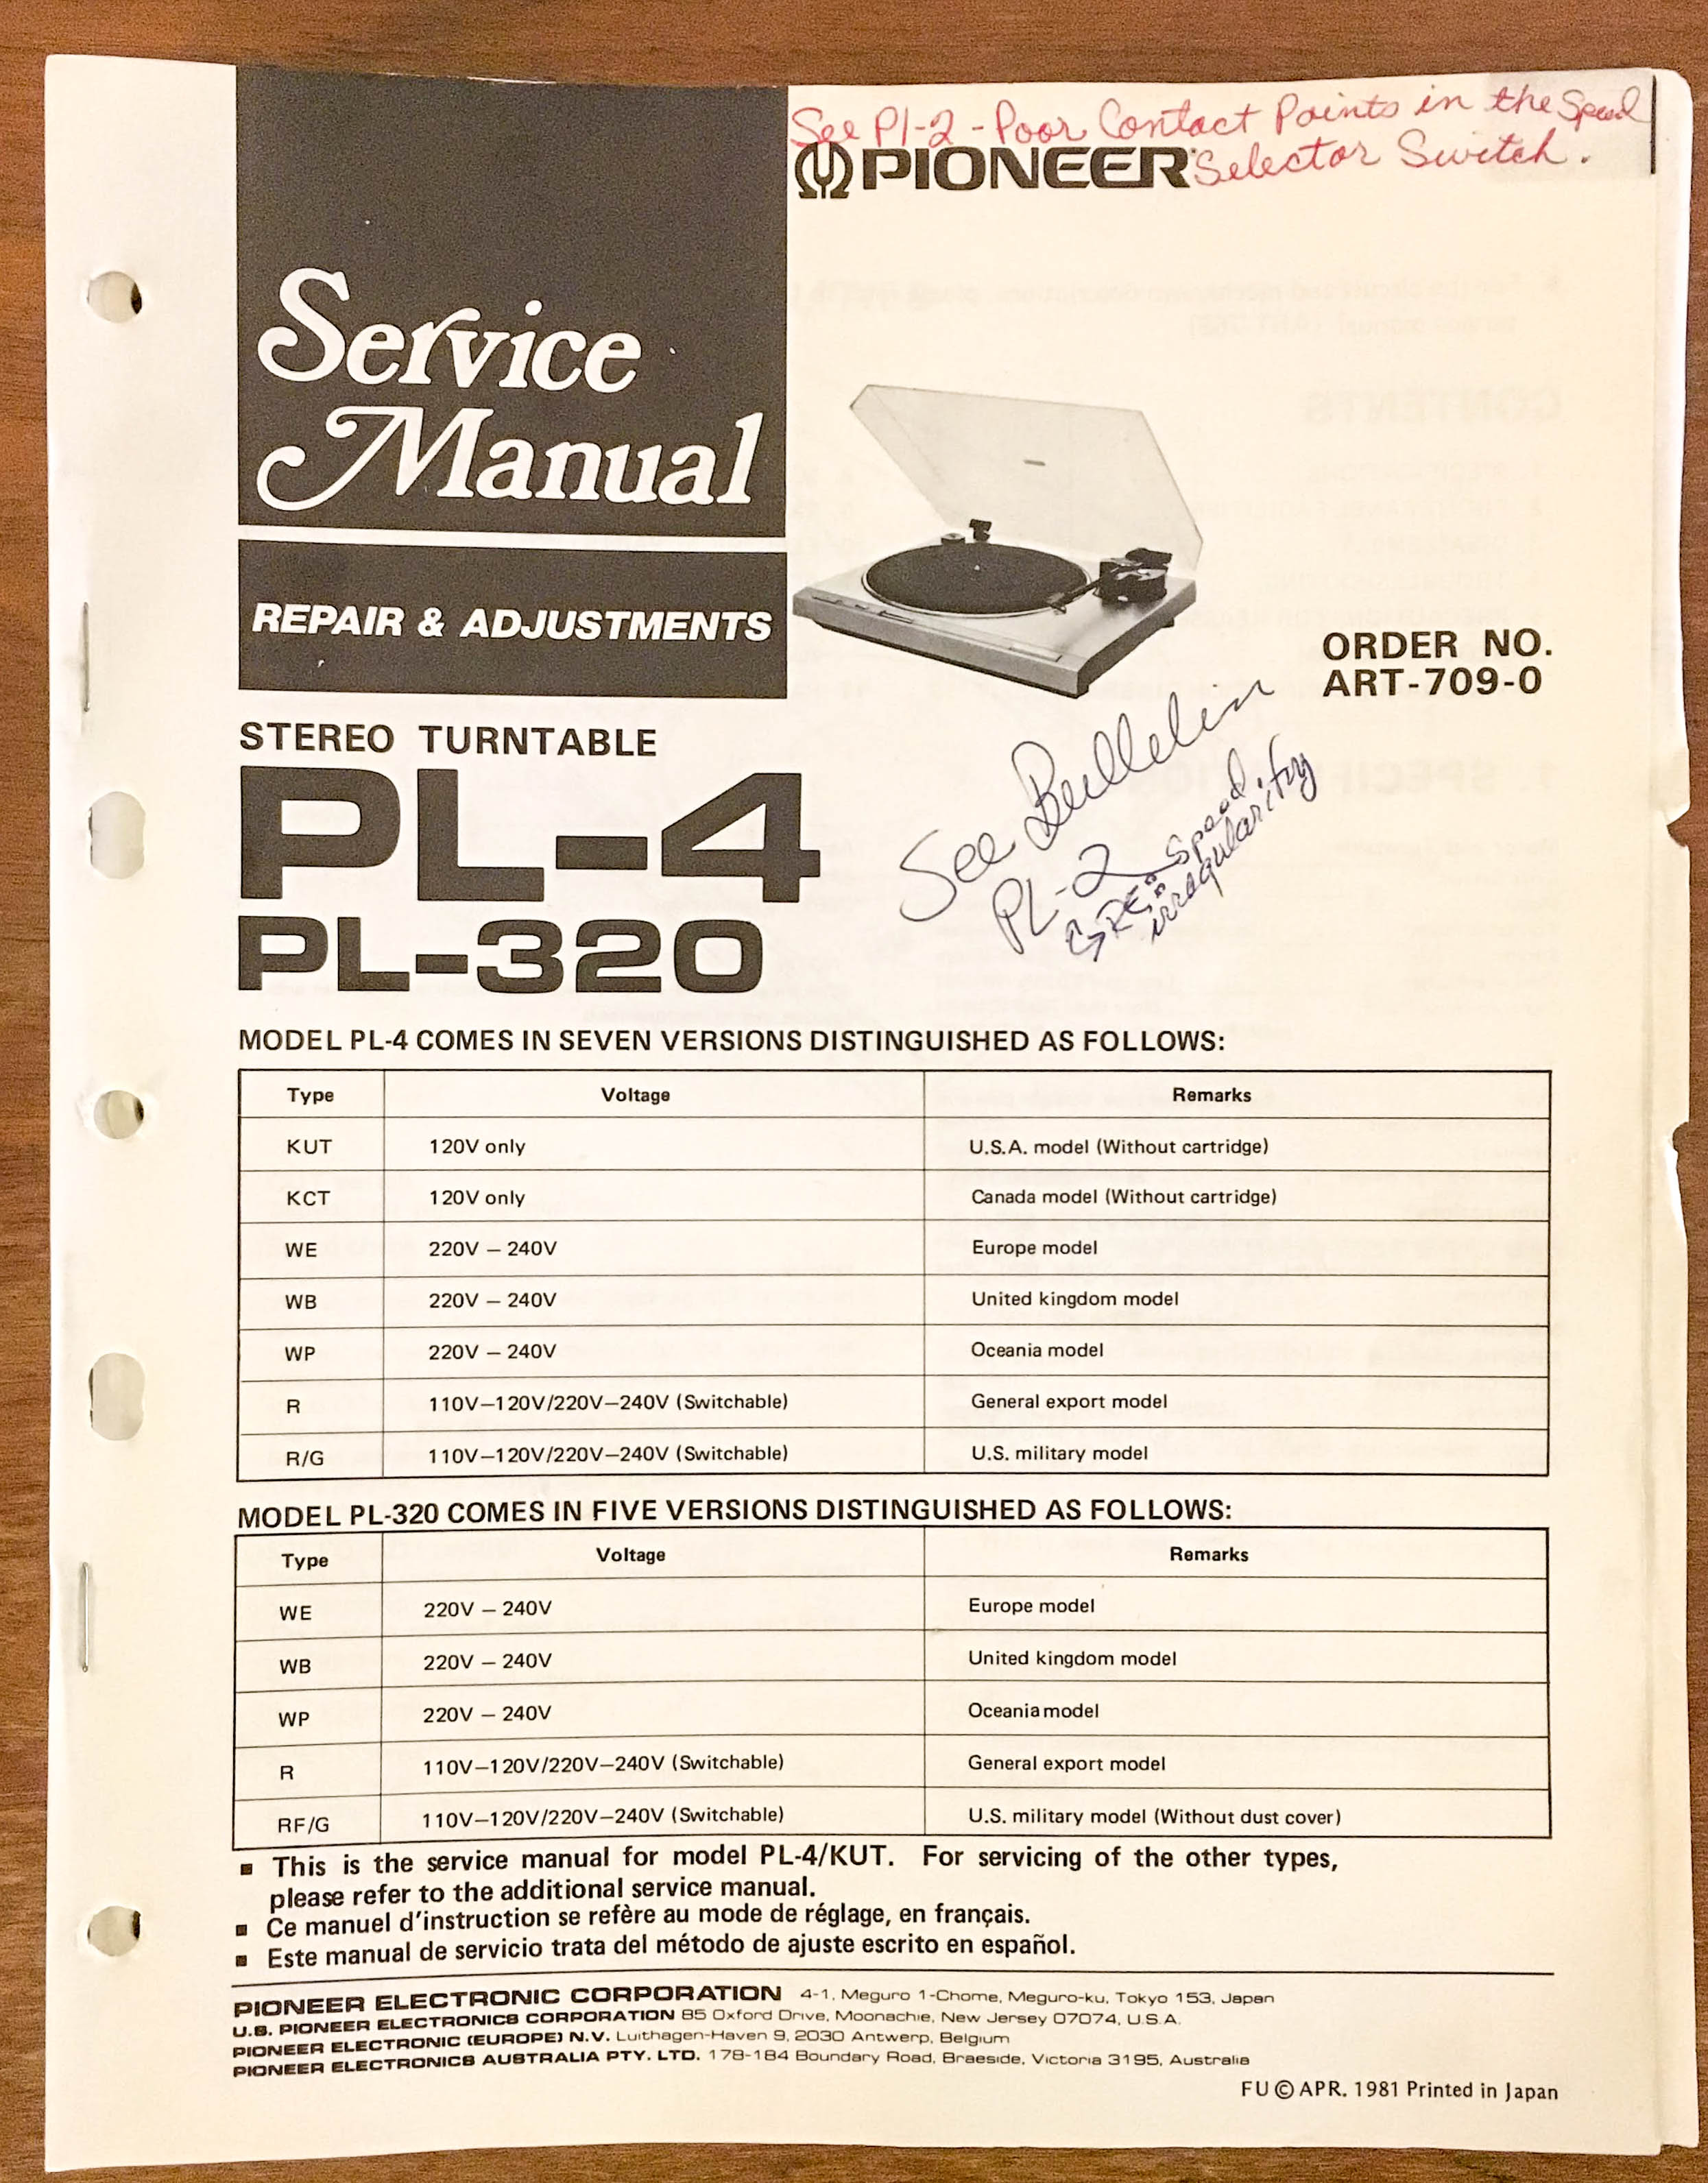 See Pl-2 - Poor Contact Points in the Speed
Selector Switch.
PIONEER
Service
Manual
REPAIR & ADJUSTMENTS
ORDER NO.
ART-709-0
STEREO TURNTABLE
PL-4
PL-320
See Bulletin
PL-2
RE: Speed
irregularity
MODEL PL-4 COMES IN SEVEN VERSIONS DISTINGUISHED AS FOLLOWS:
Type Voltage Remarks
KUT 120V only U.S.A. model (Without cartridge)
KCT 120V only Canada model (Without cartridge)
WE 220V – 240V Europe model
WB 220V – 240V United kingdom model
WP 220V – 240V Oceania model
R 110V–120V/220V–240V (Switchable) General export model
R/G 110V–120V/220V–240V (Switchable) U.S. military model
MODEL PL-320 COMES IN FIVE VERSIONS DISTINGUISHED AS FOLLOWS:
Type Voltage Remarks
WE 220V – 240V Europe model
WB 220V – 240V United kingdom model
WP 220V – 240V Oceania model
R 110V–120V/220V–240V (Switchable) General export model
RF/G 110V–120V/220V–240V (Switchable) U.S. military model (Without dust cover)
▪ This is the service manual for model PL-4/KUT. For servicing of the other types,
please refer to the additional service manual.
▪ Ce manuel d'instruction se refère au mode de réglage, en français.
▪ Este manual de servicio trata del método de ajuste escrito en español.
PIONEER ELECTRONIC CORPORATION 4-1, Meguro 1-Chome, Meguro-ku, Tokyo 153, Japan
U.S. PIONEER ELECTRONICS CORPORATION 85 Oxford Drive, Moonachie, New Jersey 07074, U.S.A.
PIONEER ELECTRONIC (EUROPE) N.V. Luithagen-Haven 9, 2030 Antwerp, Belgium
PIONEER ELECTRONICS AUSTRALIA PTY. LTD. 178-184 Boundary Road, Braeside, Victoria 3195, Australia
FU © APR. 1981 Printed in Japan